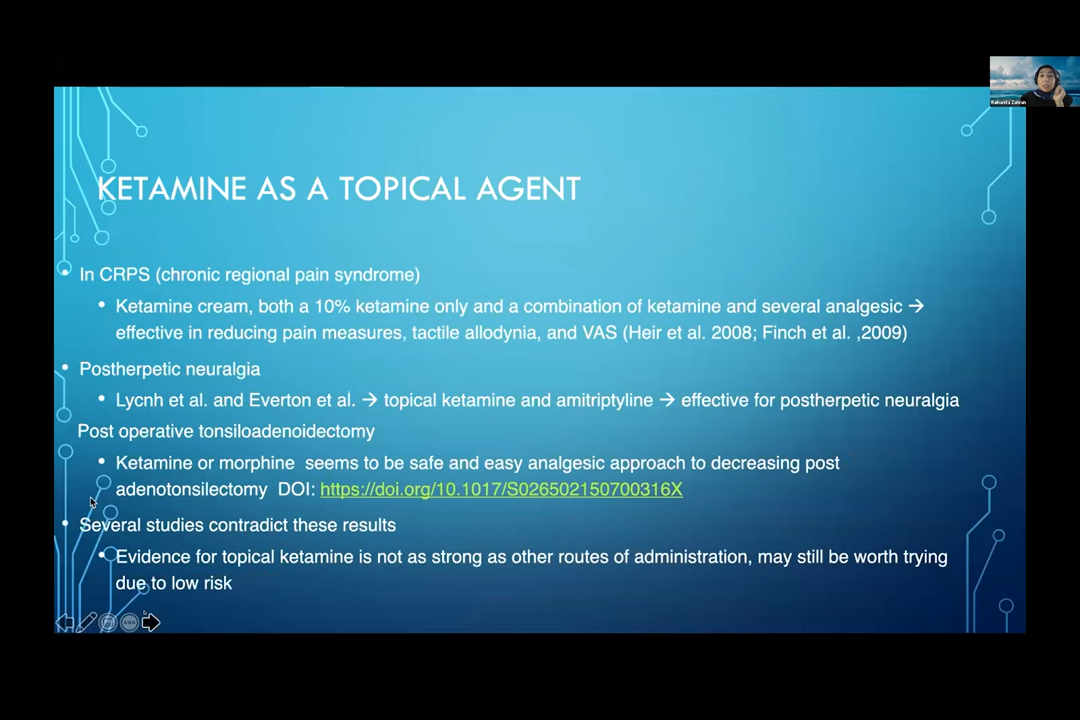 KETAMINE AS A TOPICAL AGENT
• In CRPS (chronic regional pain syndrome)
• Ketamine cream, both a 10% ketamine only and a combination of ketamine and several analgesic →
effective in reducing pain measures, tactile allodynia, and VAS (Heir et al. 2008; Finch et al. ,2009)
• Postherpetic neuralgia
• Lycnh et al. and Everton et al. → topical ketamine and amitriptyline → effective for postherpetic neuralgia
Post operative tonsiloadenoidectomy
• Ketamine or morphine seems to be safe and easy analgesic approach to decreasing post
adenotonsilectomy DOI: https://doi.org/10.1017/S026502150700316X
• Several studies contradict these results
• Evidence for topical ketamine is not as strong as other routes of administration, may still be worth trying
due to low risk